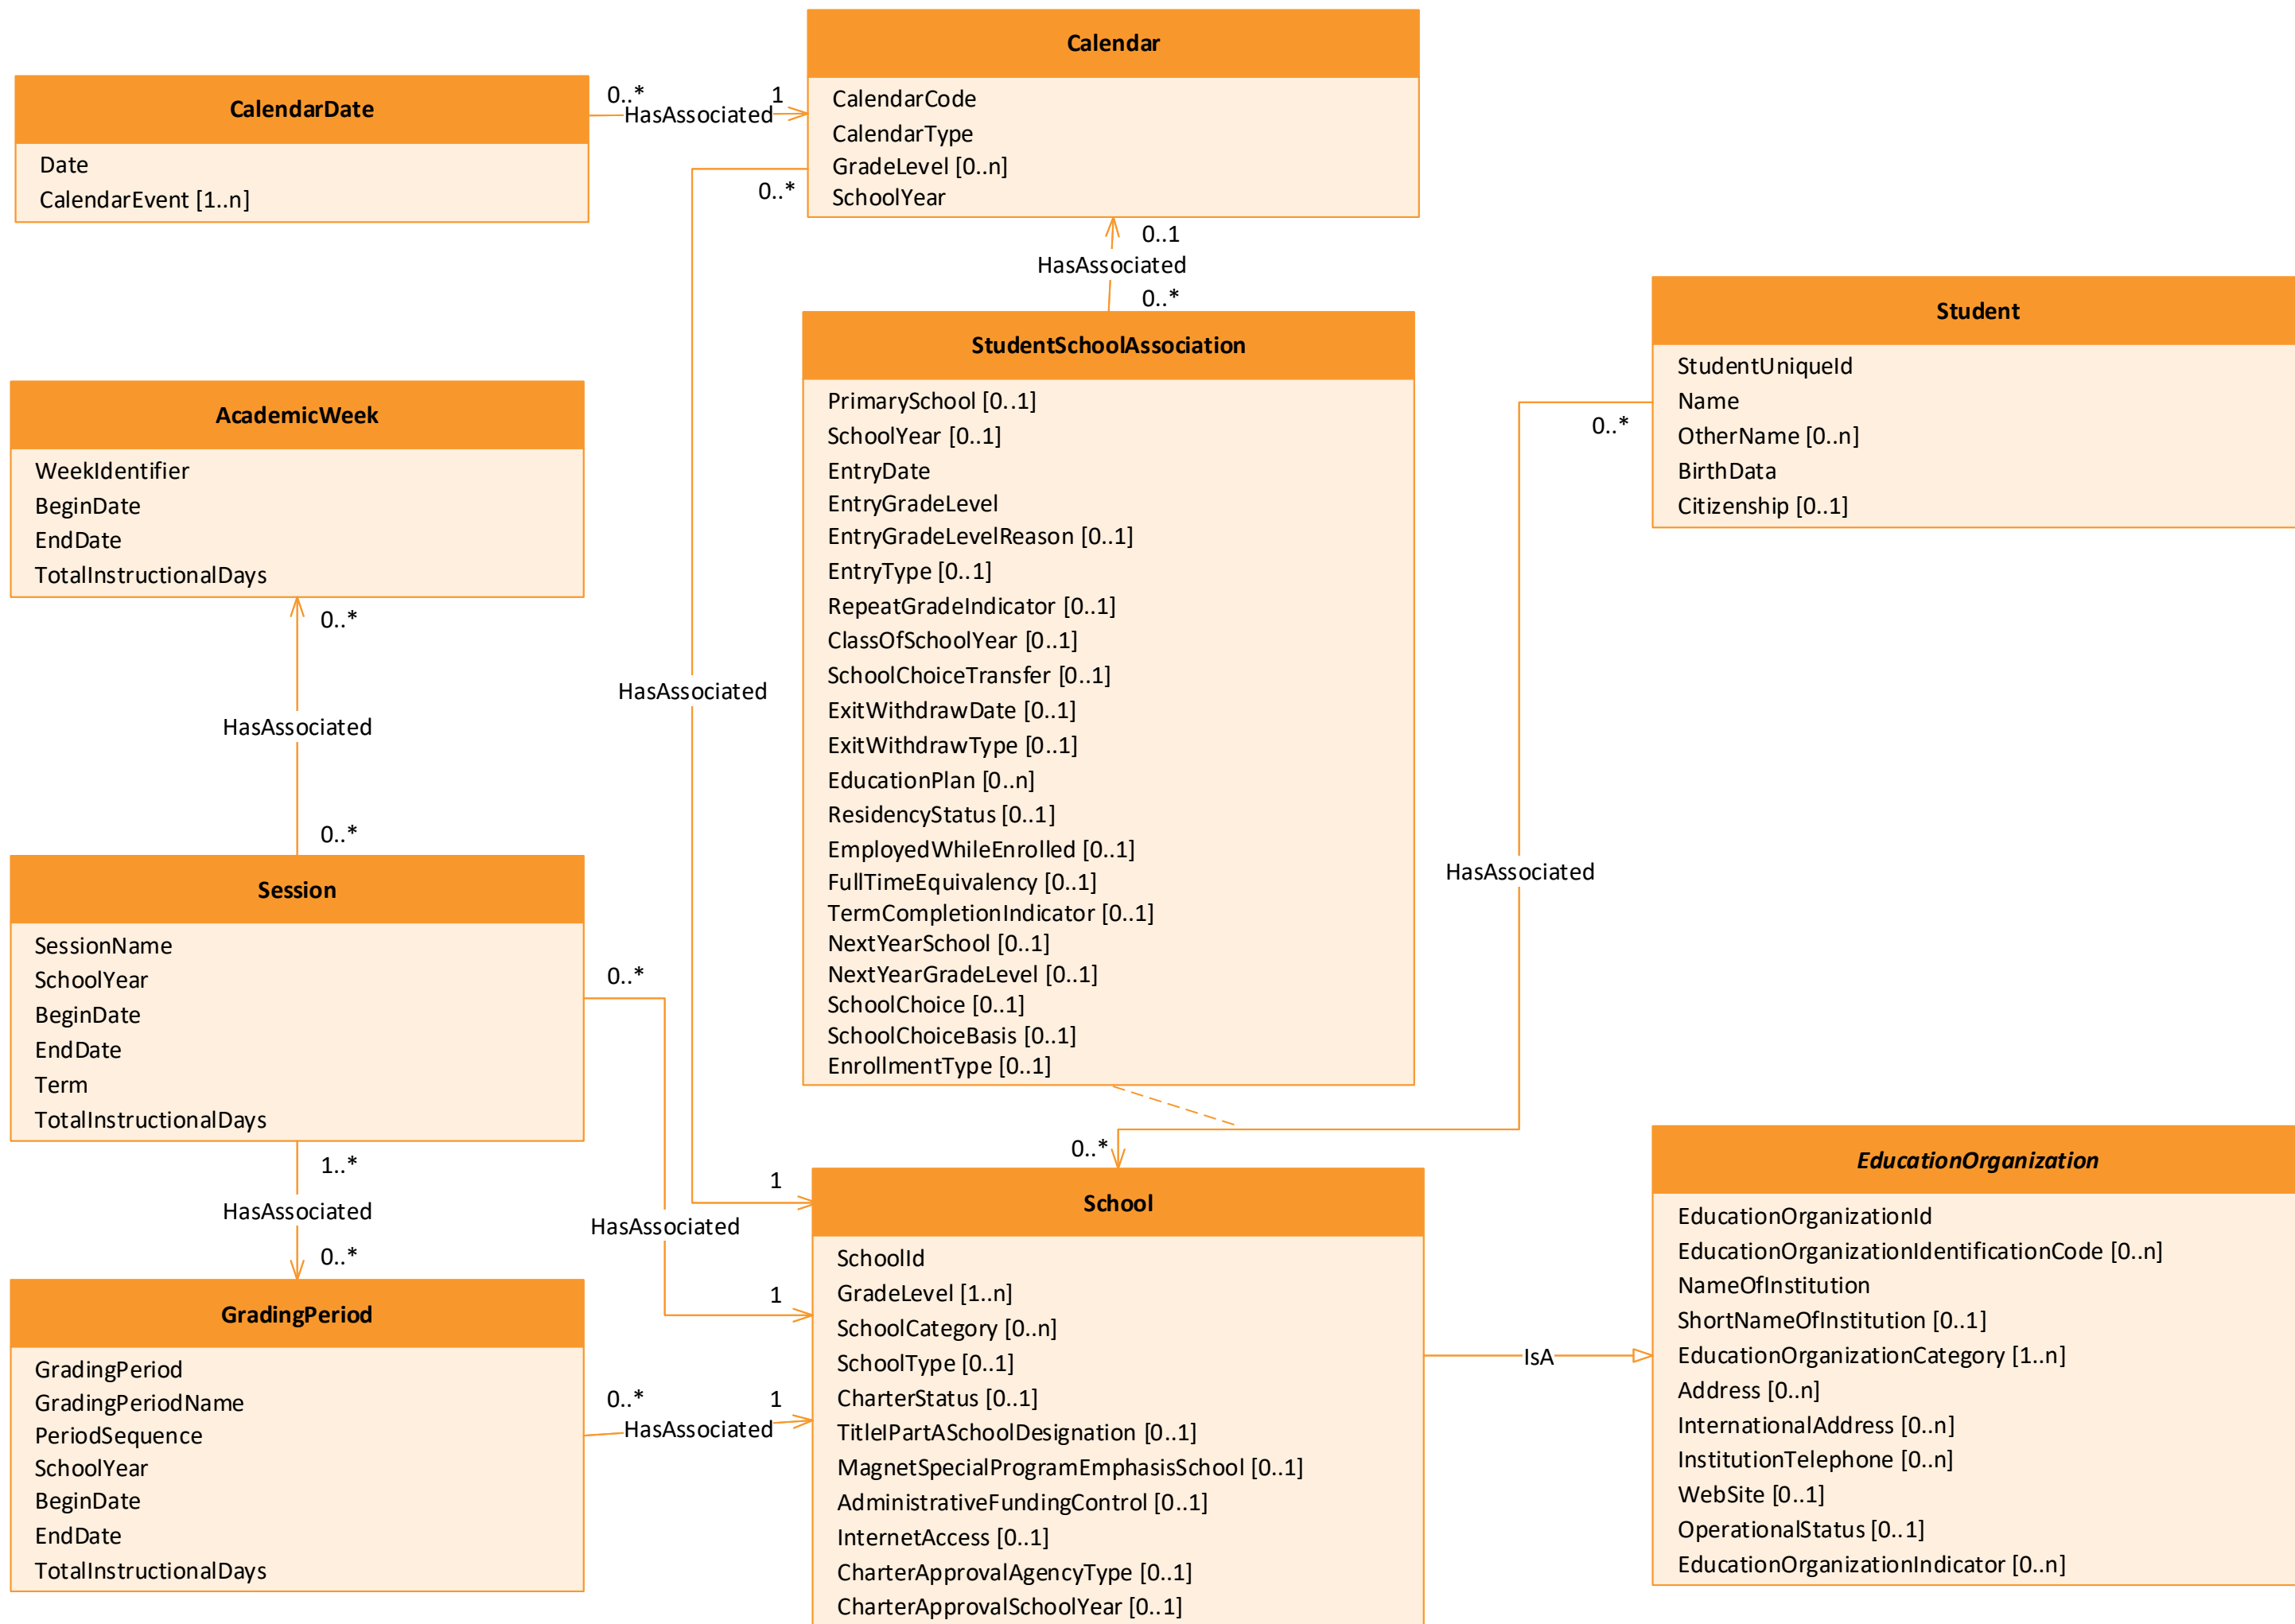 Calendar
CalendarCode
CalendarType
GradeLevel [0..n]
SchoolYear
CalendarDate
Date
CalendarEvent [1..n]
0..*
HasAssociated
1
0..*
0..1
HasAssociated
0..*
StudentSchoolAssociation
PrimarySchool [0..1]
SchoolYear [0..1]
EntryDate
EntryGradeLevel
EntryGradeLevelReason [0..1]
EntryType [0..1]
RepeatGradeIndicator [0..1]
ClassOfSchoolYear [0..1]
SchoolChoiceTransfer [0..1]
ExitWithdrawDate [0..1]
ExitWithdrawType [0..1]
EducationPlan [0..n]
ResidencyStatus [0..1]
EmployedWhileEnrolled [0..1]
FullTimeEquivalency [0..1]
TermCompletionIndicator [0..1]
NextYearSchool [0..1]
NextYearGradeLevel [0..1]
SchoolChoice [0..1]
SchoolChoiceBasis [0..1]
EnrollmentType [0..1]
Student
StudentUniqueId
Name
OtherName [0..n]
BirthData
Citizenship [0..1]
0..*
HasAssociated
0..*
AcademicWeek
WeekIdentifier
BeginDate
EndDate
TotalInstructionalDays
0..*
HasAssociated
0..*
HasAssociated
1
Session
SessionName
SchoolYear
BeginDate
EndDate
Term
TotalInstructionalDays
0..*
HasAssociated
1
1..*
HasAssociated
0..*
GradingPeriod
GradingPeriod
GradingPeriodName
PeriodSequence
SchoolYear
BeginDate
EndDate
TotalInstructionalDays
0..*
HasAssociated
1
School
SchoolId
GradeLevel [1..n]
SchoolCategory [0..n]
SchoolType [0..1]
CharterStatus [0..1]
TitleIPartASchoolDesignation [0..1]
MagnetSpecialProgramEmphasisSchool [0..1]
AdministrativeFundingControl [0..1]
InternetAccess [0..1]
CharterApprovalAgencyType [0..1]
CharterApprovalSchoolYear [0..1]
IsA
EducationOrganization
EducationOrganizationId
EducationOrganizationIdentificationCode [0..n]
NameOfInstitution
ShortNameOfInstitution [0..1]
EducationOrganizationCategory [1..n]
Address [0..n]
InternationalAddress [0..n]
InstitutionTelephone [0..n]
WebSite [0..1]
OperationalStatus [0..1]
EducationOrganizationIndicator [0..n]